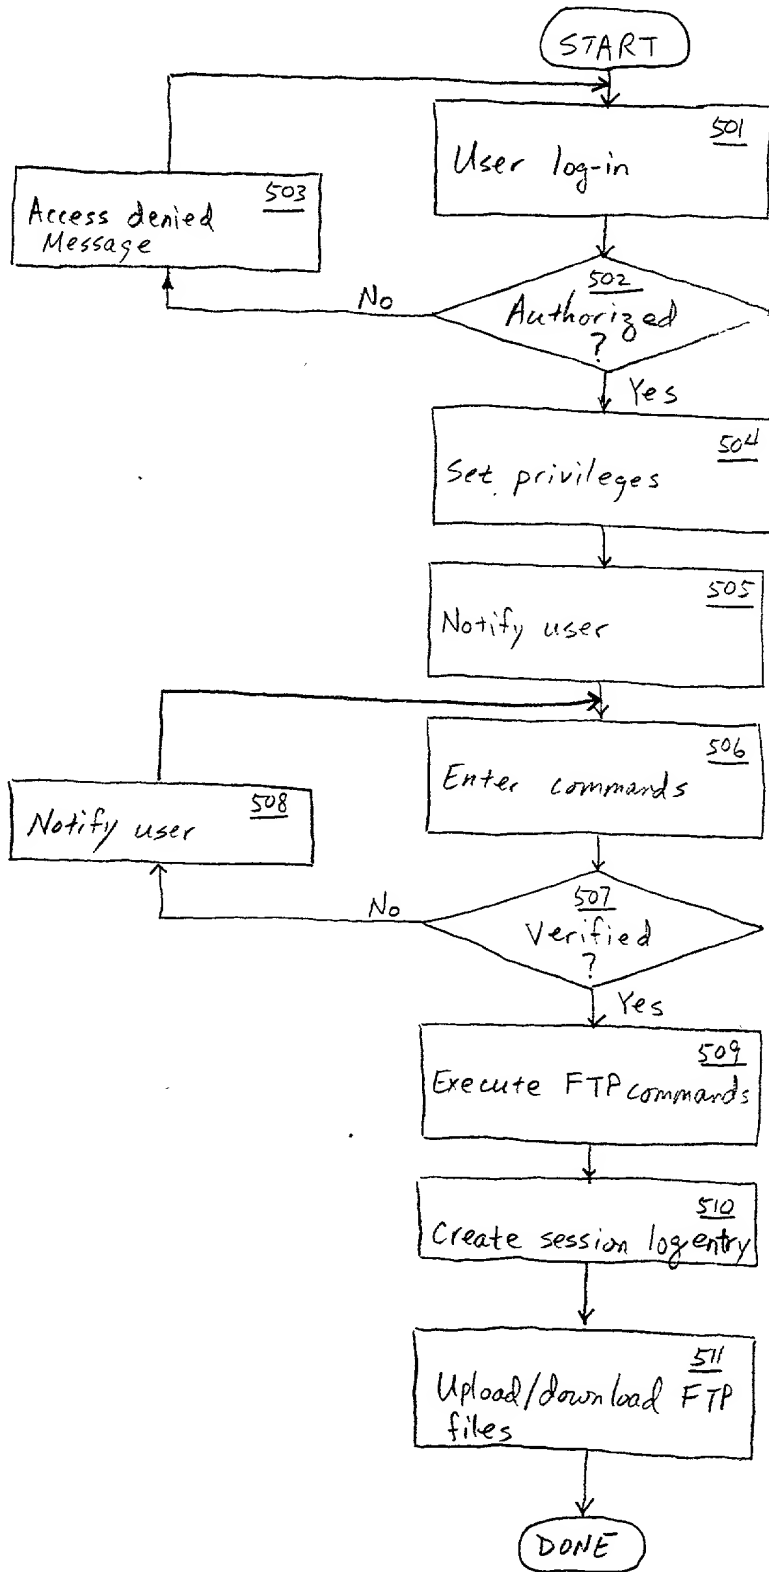 START
501
User log-in
503
Access denied
Message
502
Authorized
?
No
Yes
504
Set privileges
505
Notify user
506
Enter commands
508
Notify user
507
Verified
?
No
Yes
509
Execute FTP commands
510
Create session log entry
511
Upload/download FTP
files
DONE